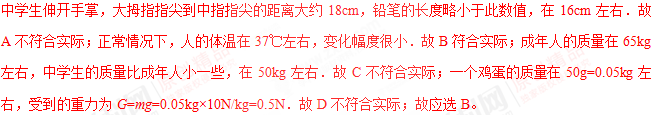 中学生伸开手掌，大拇指指尖到中指指尖的距离大约 18cm，铅笔的长度略小于此数值，在 16cm 左右．故
A 不符合实际；正常情况下，人的体温在 37℃左右，变化幅度很小．故 B 符合实际；成年人的质量在 65kg
左右，中学生的质量比成年人小一些，在 50kg 左右．故 C 不符合实际；一个鸡蛋的质量在 50g=0.05kg 左
右，受到的重力为 G=mg=0.05kg×10N/kg=0.5N．故 D 不符合实际；故应选 B。